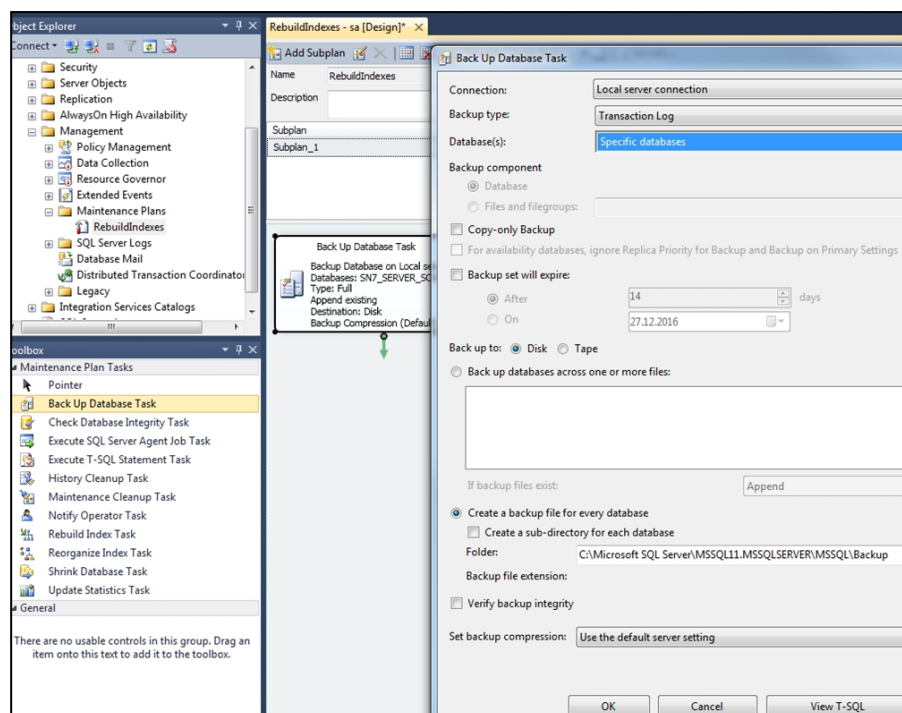 bject Explorer
Connect
Security
Server Objects
Replication
AlwaysOn High Availability
Management
Policy Management
Data Collection
Resource Governor
Extended Events
Maintenance Plans
RebuildIndexes
SQL Server Logs
Database Mail
Distributed Transaction Coordinator
Legacy
Integration Services Catalogs
oolbox
Maintenance Plan Tasks
Pointer
Back Up Database Task
Check Database Integrity Task
Execute SQL Server Agent Job Task
Execute T-SQL Statement Task
History Cleanup Task
Maintenance Cleanup Task
Notify Operator Task
Rebuild Index Task
Reorganize Index Task
Shrink Database Task
Update Statistics Task
General
There are no usable controls in this group. Drag an
item onto this text to add it to the toolbox.
RebuildIndexes - sa [Design]*
Add Subplan
Name RebuildIndexes
Description
Subplan
Subplan_1
Back Up Database Task
Backup Database on Local se
Databases: SN7_SERVER_SC
Type: Full
Append existing
Destination: Disk
Backup Compression (Defaul
Back Up Database Task
Connection: Local server connection
Backup type: Transaction Log
Database(s): Specific databases
Backup component
Database
Files and filegroups:
Copy-only Backup
For availability databases, ignore Replica Priority for Backup and Backup on Primary Settings
Backup set will expire:
After 14 days
On 27.12.2016
Back up to: Disk Tape
Back up databases across one or more files:
If backup files exist: Append
Create a backup file for every database
Create a sub-directory for each database
Folder: C:\Microsoft SQL Server\MSSQL11.MSSQLSERVER\MSSQL\Backup
Backup file extension:
Verify backup integrity
Set backup compression: Use the default server setting
OK Cancel View T-SQL